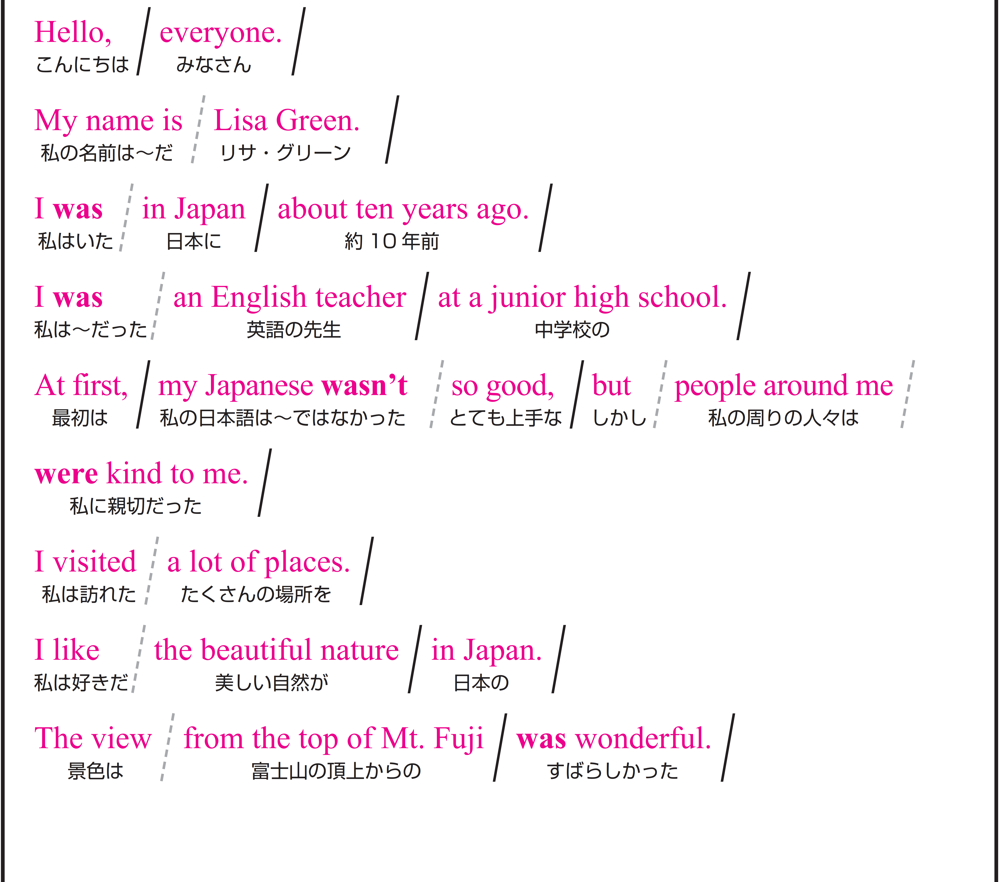 Hello, / everyone. /
こんにちは みなさん
My name is Lisa Green. /
私の名前は～だ リサ・グリーン
I was in Japan / about ten years ago. /
私はいた 日本に 約 10 年前
I was an English teacher / at a junior high school. /
私は～だった 英語の先生 中学校の
At first, / my Japanese wasn’t so good, / but people around me
最初は 私の日本語は～ではなかった とても上手な しかし 私の周りの人々は
were kind to me. /
私に親切だった
I visited a lot of places. /
私は訪れた たくさんの場所を
I like the beautiful nature / in Japan. /
私は好きだ 美しい自然が 日本の
The view from the top of Mt. Fuji / was wonderful. /
景色は 富士山の頂上からの すばらしかった